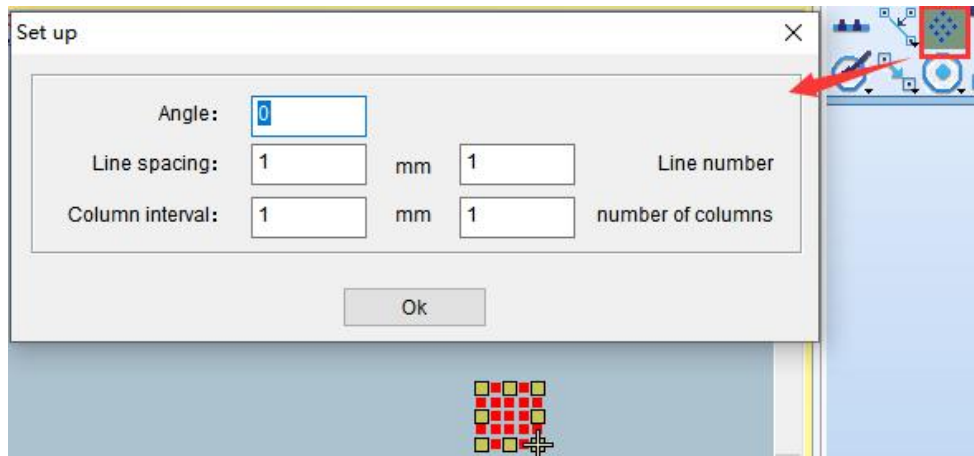 Set up
Angle: 0
Line spacing: 1 mm 1 Line number
Column interval: 1 mm 1 number of columns
Ok